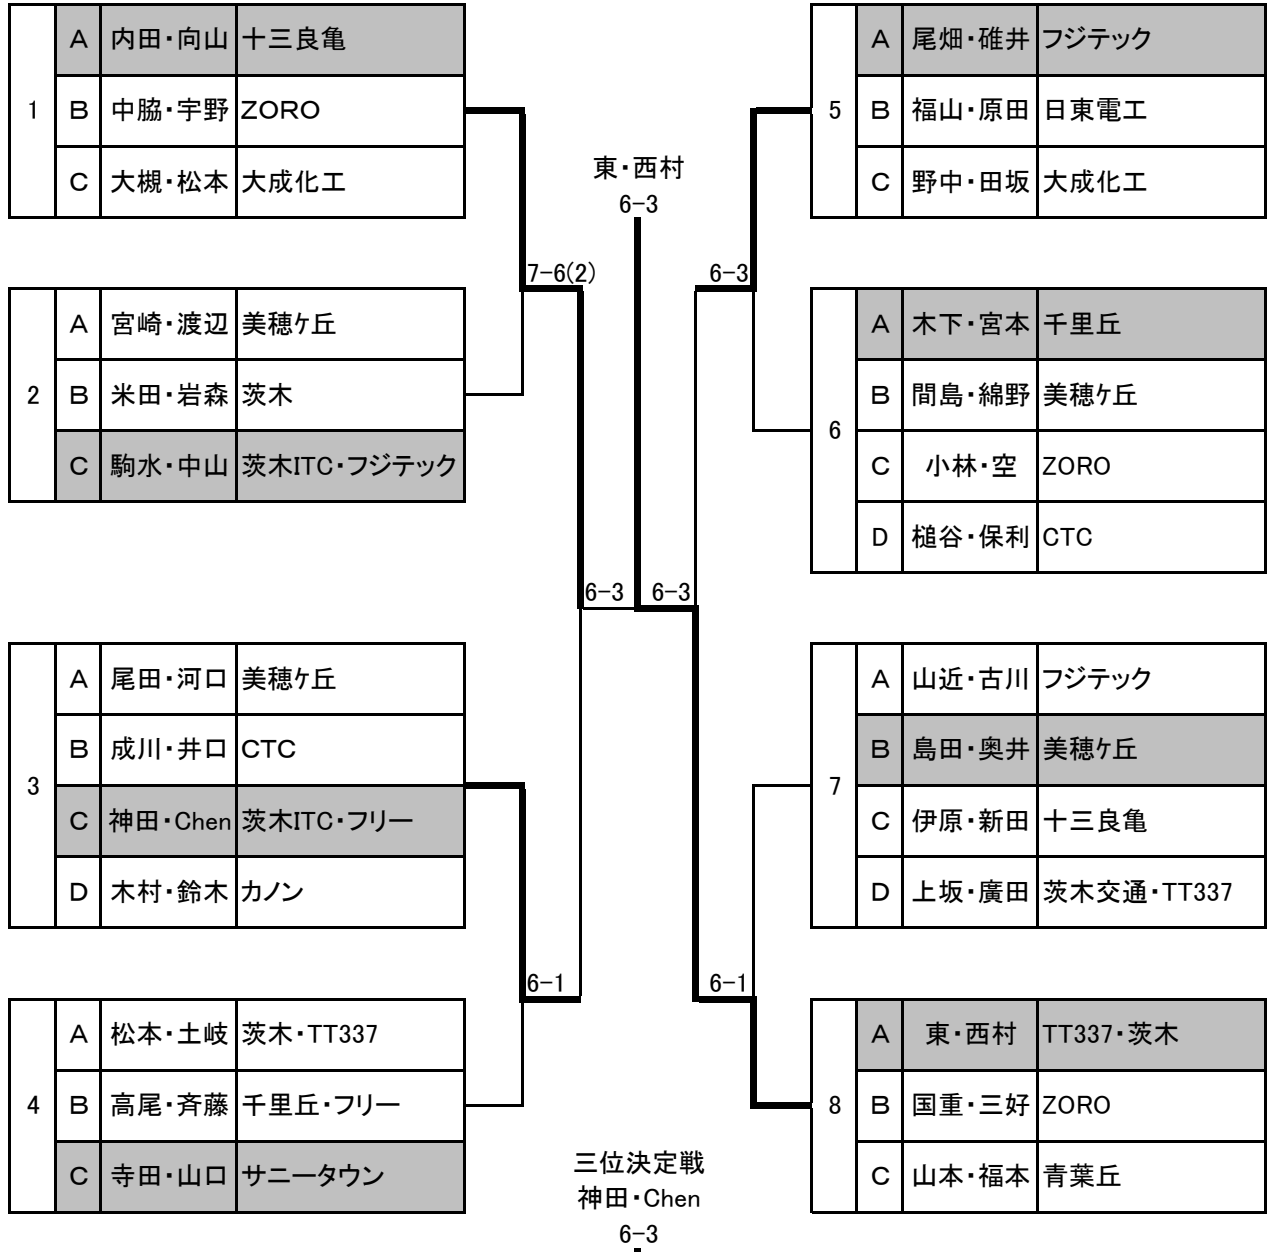 1
A 内田・向山 十三良亀
B 中脇・宇野 ZORO
C 大槻・松本 大成化工
2
A 宮崎・渡辺 美穂ケ丘
B 米田・岩森 茨木
C 駒水・中山 茨木ITC・フジテック
3
A 尾田・河口 美穂ケ丘
B 成川・井口 CTC
C 神田・Chen 茨木ITC・フリー
D 木村・鈴木 カノン
4
A 松本・土岐 茨木・TT337
B 高尾・斉藤 千里丘・フリー
C 寺田・山口 サニータウン
東・西村
6-3
7-6(2)
6-3
6-3
6-3
6-1
6-1
三位決定戦
神田・Chen
6-3
5
A 尾畑・碓井 フジテック
B 福山・原田 日東電工
C 野中・田坂 大成化工
6
A 木下・宮本 千里丘
B 間島・綿野 美穂ケ丘
C 小林・空 ZORO
D 槌谷・保利 CTC
7
A 山近・古川 フジテック
B 島田・奥井 美穂ケ丘
C 伊原・新田 十三良亀
D 上坂・廣田 茨木交通・TT337
8
A 東・西村 TT337・茨木
B 国重・三好 ZORO
C 山本・福本 青葉丘